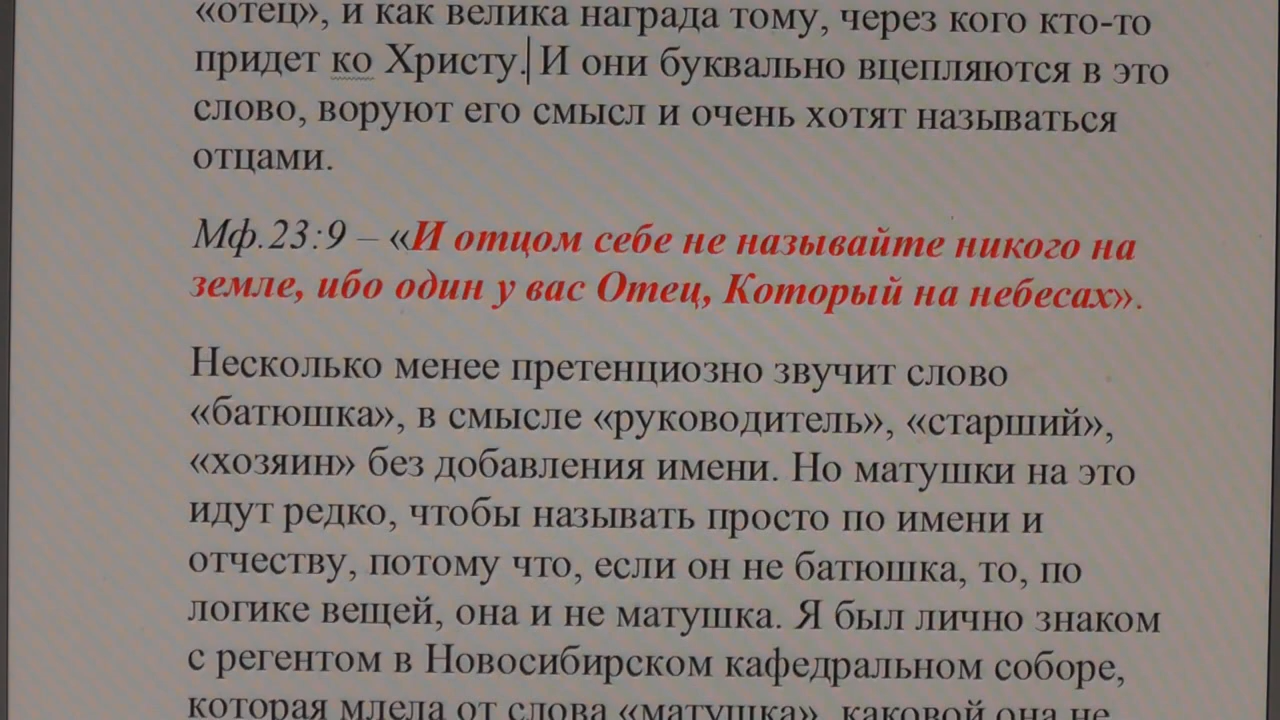 «отец», и как велика награда тому, через кого кто-то
придет ко Христу. И они буквально вцепляются в это
слово, воруют его смысл и очень хотят называться
отцами.
Мф.23:9 – «И отцом себе не называйте никого на
земле, ибо один у вас Отец, Который на небесах».
Несколько менее претенциозно звучит слово
«батюшка», в смысле «руководитель», «старший»,
«хозяин» без добавления имени. Но матушки на это
идут редко, чтобы называть просто по имени и
отчеству, потому что, если он не батюшка, то, по
логике вещей, она и не матушка. Я был лично знаком
с регентом в Новосибирском кафедральном соборе,
которая млела от слова «матушка», каковой она не